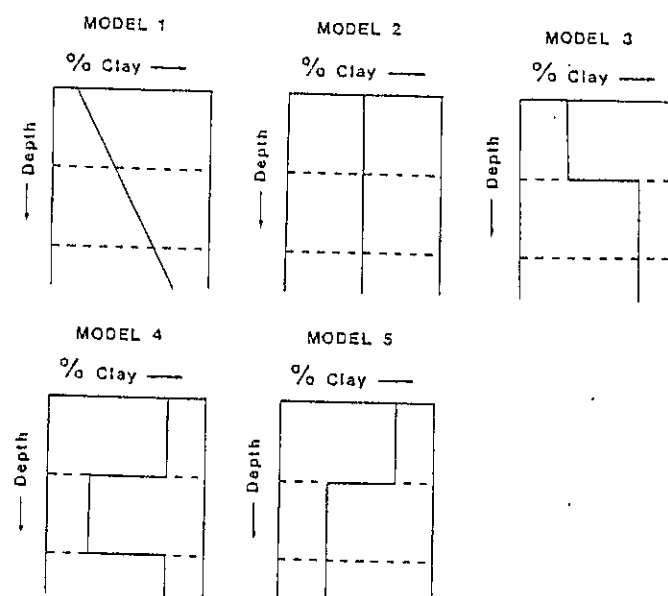 MODEL 1
% Clay
Depth
MODEL 2
% Clay
Depth
MODEL 3
% Clay
Depth
MODEL 4
% Clay
Depth
MODEL 5
% Clay
Depth